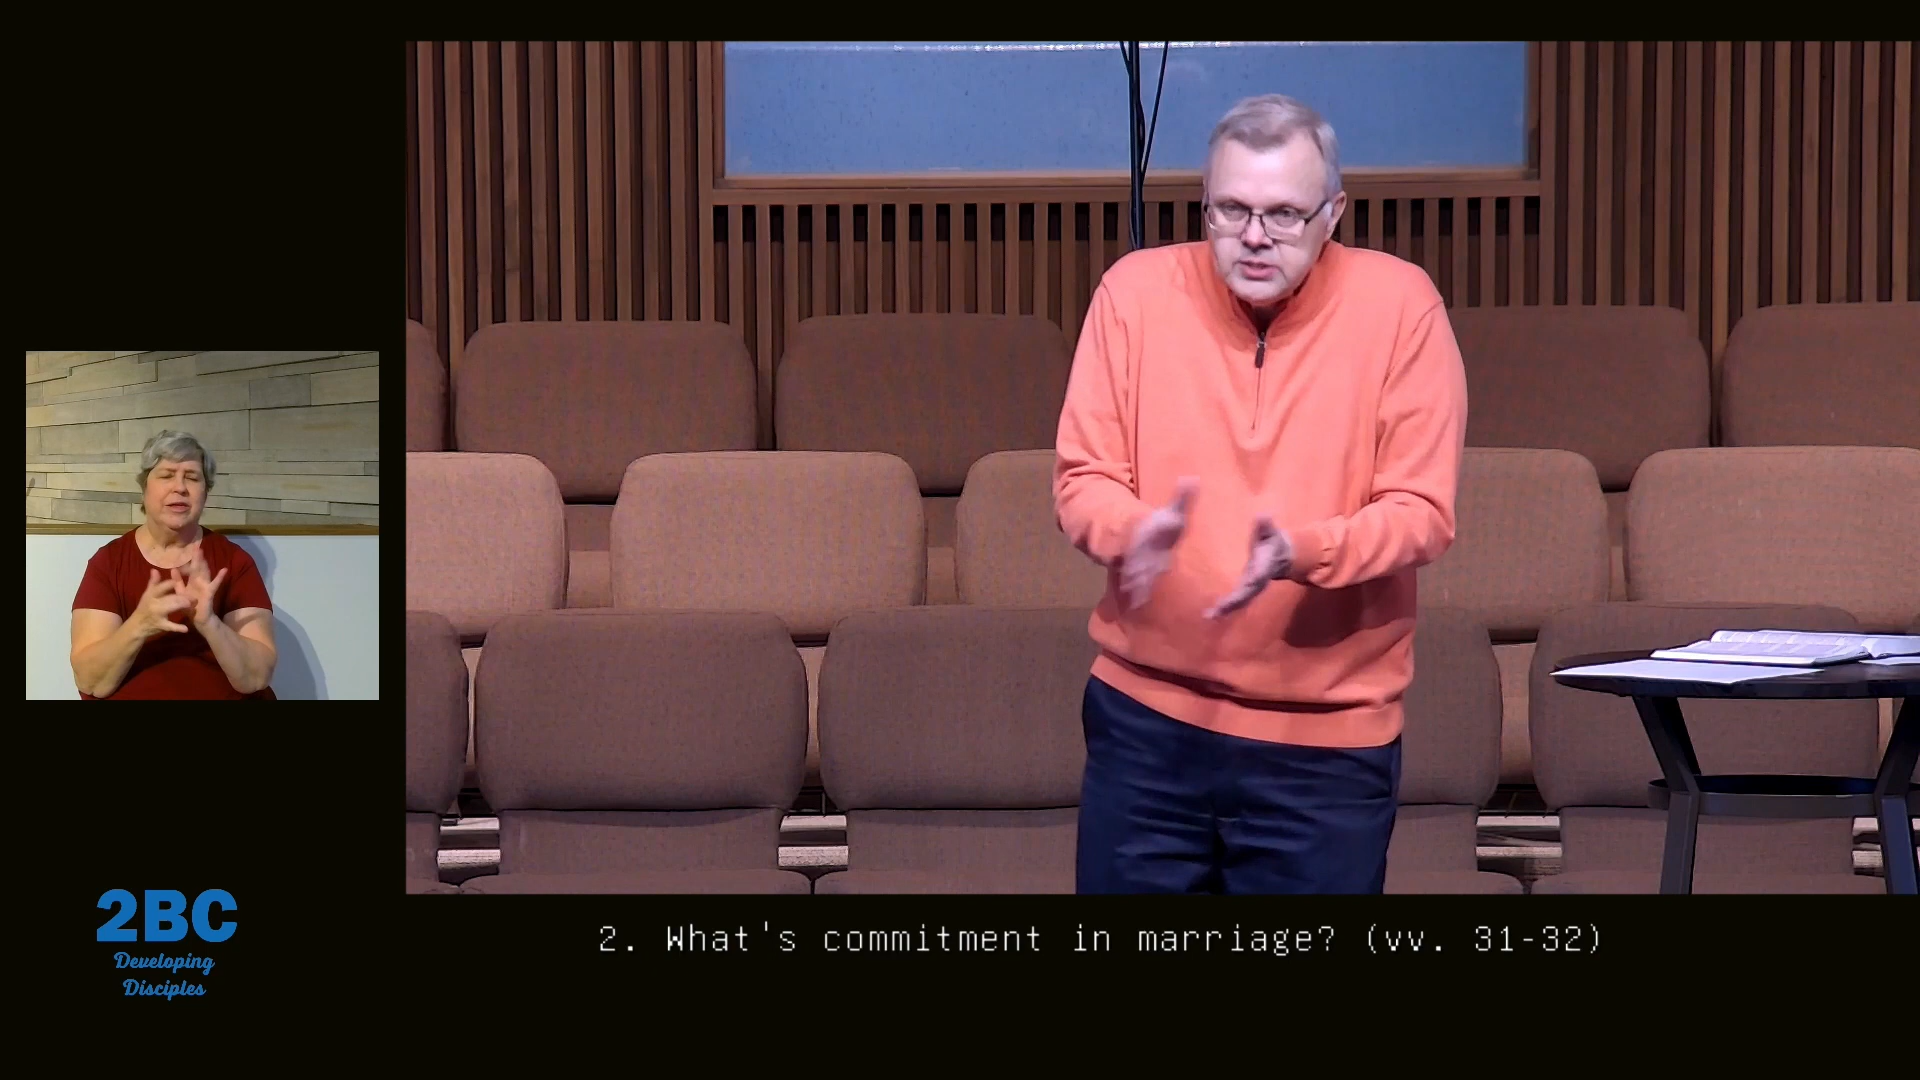 2BC
Developing
Disciples
2. What's commitment in marriage? (vv. 31-32)